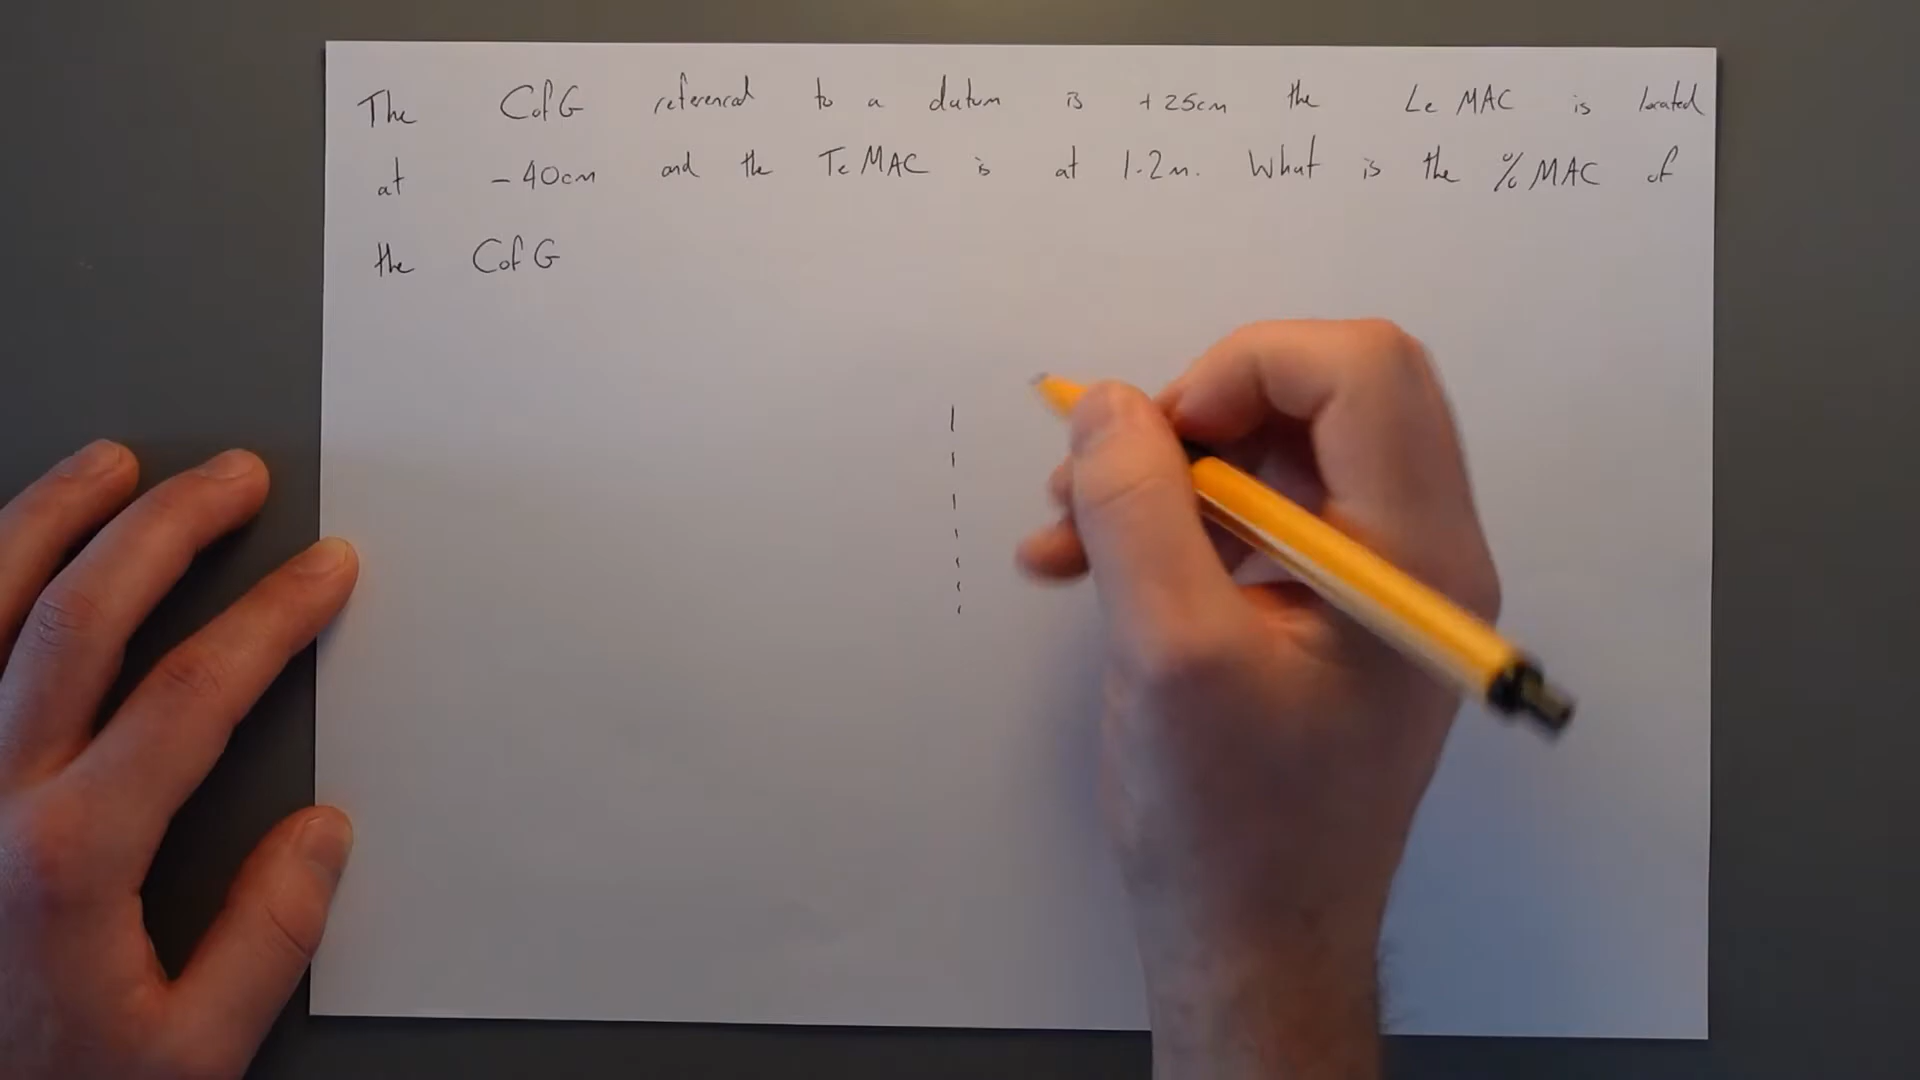 The CofG referenced to a datum is + 25cm the Le MAC is located
at - 40cm and the Te MAC is at 1.2m. What is the % MAC of
the CofG